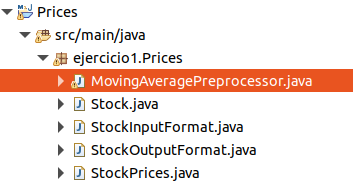 Prices
src/main/java
ejercicio1.Prices
MovingAveragePreprocessor.java
Stock.java
StockInputFormat.java
StockOutputFormat.java
StockPrices.java